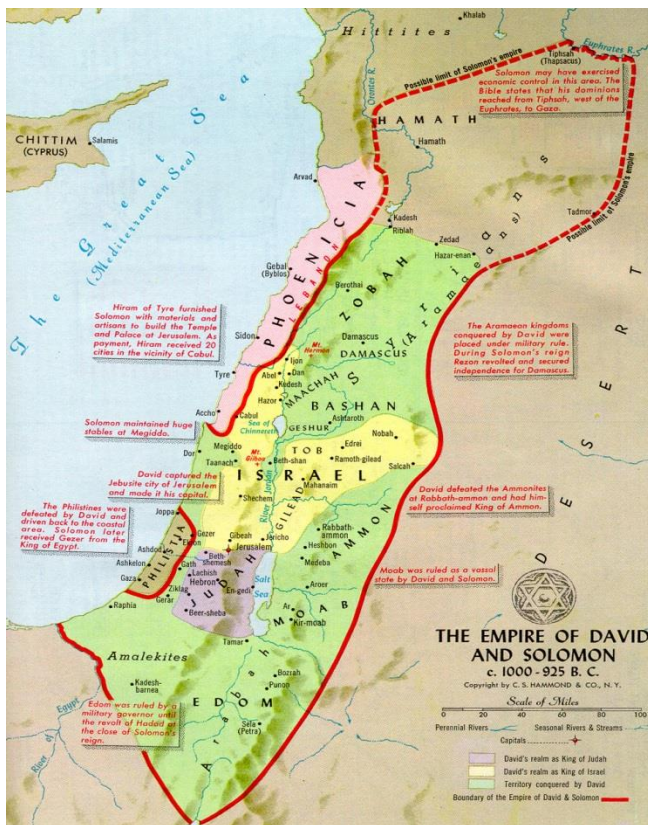 Khalab
Hittites
Euphrates R.
Tiphsah
(Thapsacus)
Possible limit of Solomon's empire
Orontes R.
Solomon may have exercised
economic control in this area. The
Bible states that his dominions
reached from Tiphsah, west of the
Euphrates, to Gaza.
HAMATH
Hamath
CHITTIM
(CYPRUS)
Salamis
The Great Sea
(Mediterranean Sea)
Arvad
Tadmor
Possible limit of Solomon's empire
Kadesh
Riblah
Zedad
Hazar-enan
PHOENICIA
LEBANON
Gebal
(Byblos)
ZOBAH
Berothai
Syrians
(Aramaeans)
Hiram of Tyre furnished
Solomon with materials and
artisans to build the Temple
and Palace at Jerusalem. As
payment, Hiram received 20
cities in the vicinity of Cabul.
The Aramaean kingdoms
conquered by David were
placed under military rule.
During Solomon's reign
Rezon revolted and secured
independence for Damascus.
DESERT
Sidon
Damascus
DAMASCUS
Mt.
Hermon
Ijon
Abel
Dan
Tyre
Kedesh
MAACHAH
Hazor
BASHAN
Accho
Cabul
Sea of
Chinnereth
Ashtaroth
GESHUR
Solomon maintained huge
stables at Megiddo.
Dor
Megiddo
Taanach
Mt.
Gilboa
Beth-shan
TOB
Edrei
Nobah
Ramoth-gilead
Salcah
ISRAEL
David captured the
Jebusite city of Jerusalem
and made it his capital.
Mahanaim
Shechem
River Jordan
GILEAD
David defeated the Ammonites
at Rabbath-ammon and had him-
self proclaimed King of Ammon.
The Philistines were
defeated by David and
driven back to the coastal
area. Solomon later
received Gezer from the
King of Egypt.
Joppa
Gezer
Gibeah
Jericho
Rabbath-
ammon
AMMON
Ashdod
Ekron
Jerusalem
Heshbon
PHILISTIA
Beth-
shemesh
Medeba
Ashkelon
Gath
Lachish
Hebron
En-gedi
Salt
Sea
Gaza
JUDAH
Aroer
Ziklag
Gerar
Beer-sheba
Raphia
Moab was ruled as a vassal
state by David and Solomon.
Ar
Kir-moab
MOAB
Tamar
Amalekites
Kadesh-
barnea
Bozrah
Punon
EDOM
Arabah
Sela
(Petra)
River of Egypt
Edom was ruled by a
military governor until
the revolt of Hadad at
the close of Solomon's
reign.
THE EMPIRE OF DAVID
AND SOLOMON
c. 1000-925 B. C.
Copyright by C. S. HAMMOND & CO., N. Y.
Scale of Miles
0 20 40 60 80 100
Perennial Rivers
Seasonal Rivers & Streams
Capitals
David's realm as King of Judah
David's realm as King of Israel
Territory conquered by David
Boundary of the Empire of David & Solomon